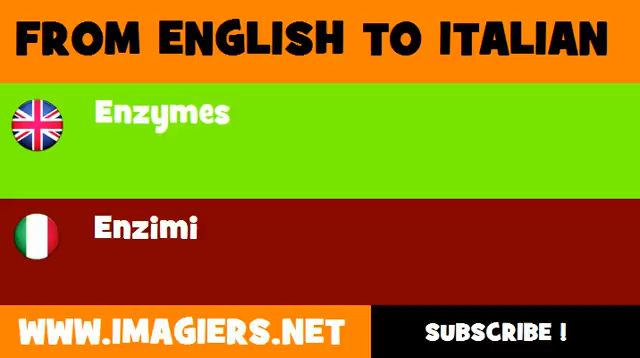 FROM ENGLISH TO ITALIAN
Enzymes
Enzimi
WWW.IMAGIERS.NET
SUBSCRIBE !